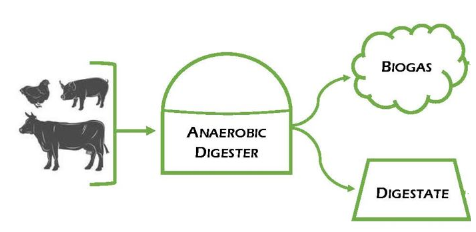 BIOGAS
ANAEROBIC
DIGESTER
DIGESTATE